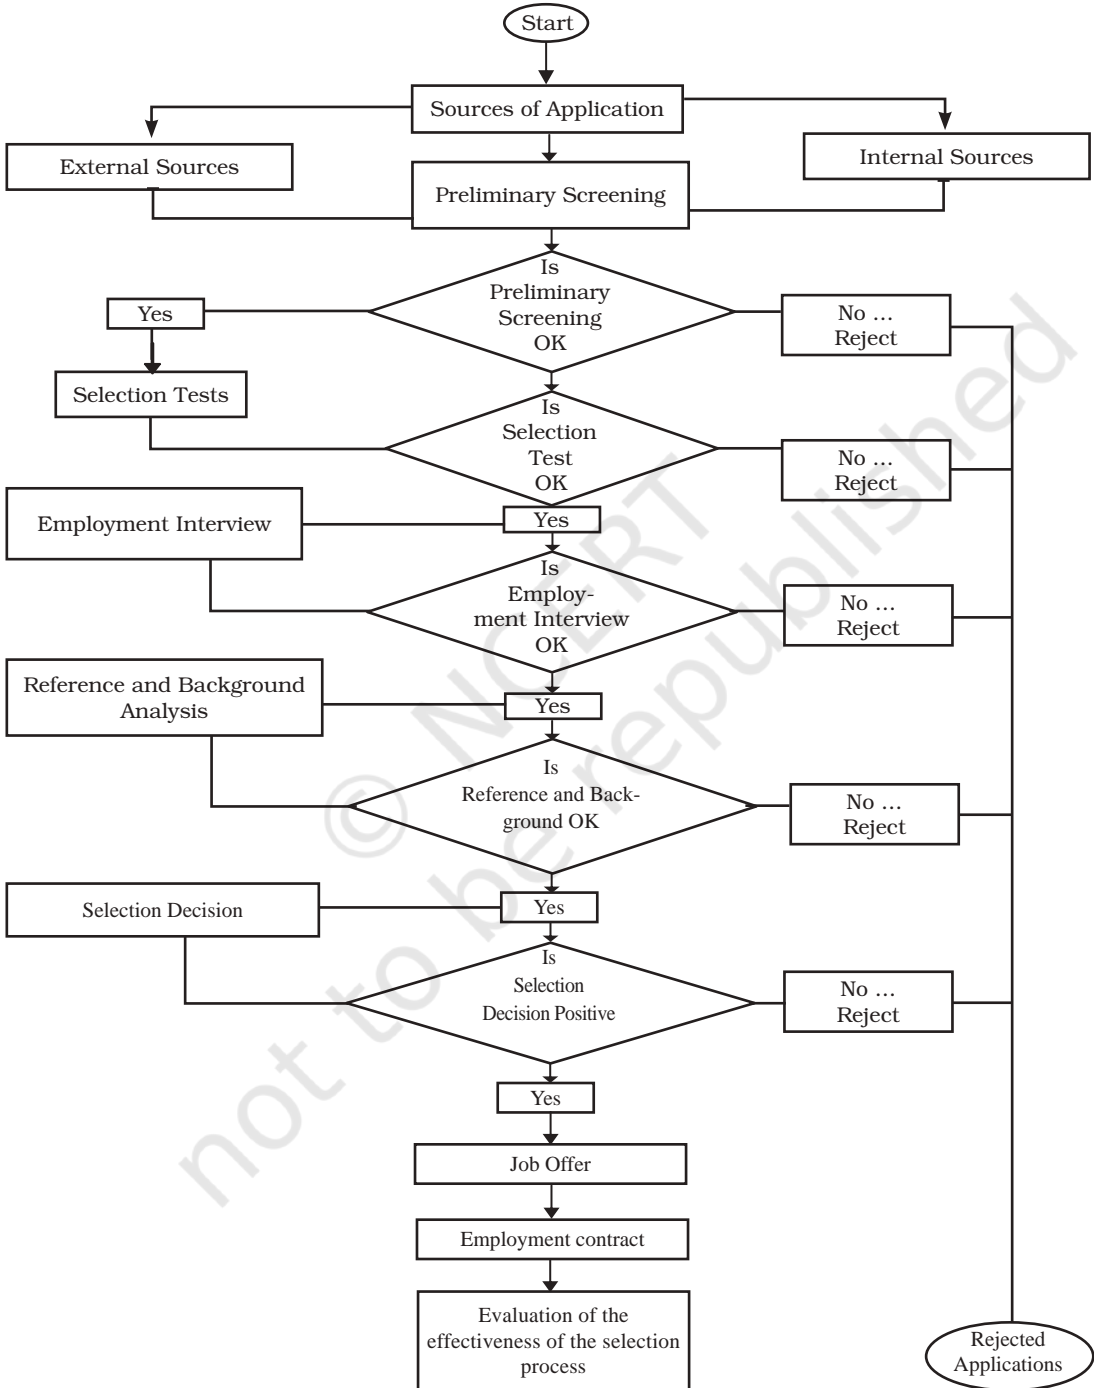 Start
Sources of Application
External Sources
Internal Sources
Preliminary Screening
Is
Preliminary
Screening
OK
Yes
No ...
Reject
Selection Tests
Is
Selection
Test
OK
No ...
Reject
Employment Interview
Yes
Is
Employ-
ment Interview
OK
No ...
Reject
Reference and Background
Analysis
Yes
Is
Reference and Back-
ground OK
No ...
Reject
Selection Decision
Yes
Is
Selection
Decision Positive
No ...
Reject
Yes
Job Offer
Employment contract
Evaluation of the
effectiveness of the selection
process
Rejected
Applications
© NCERT
not to be republished